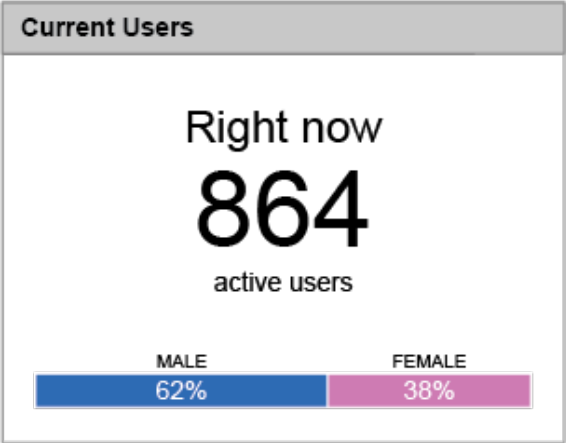 Current Users
Right now
864
active users
MALE FEMALE
62% 38%